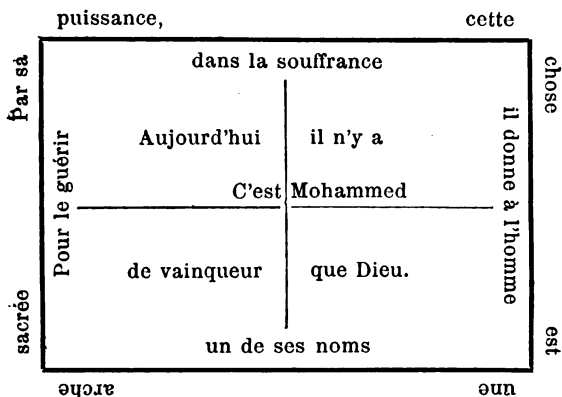 puissance, cette
Par sa
chose
dans la souffrance
Pour le guérir
il donne à l'homme
Aujourd'hui il n'y a
C'est Mohammed
de vainqueur que Dieu.
un de ses noms
sacrée
est
arche une